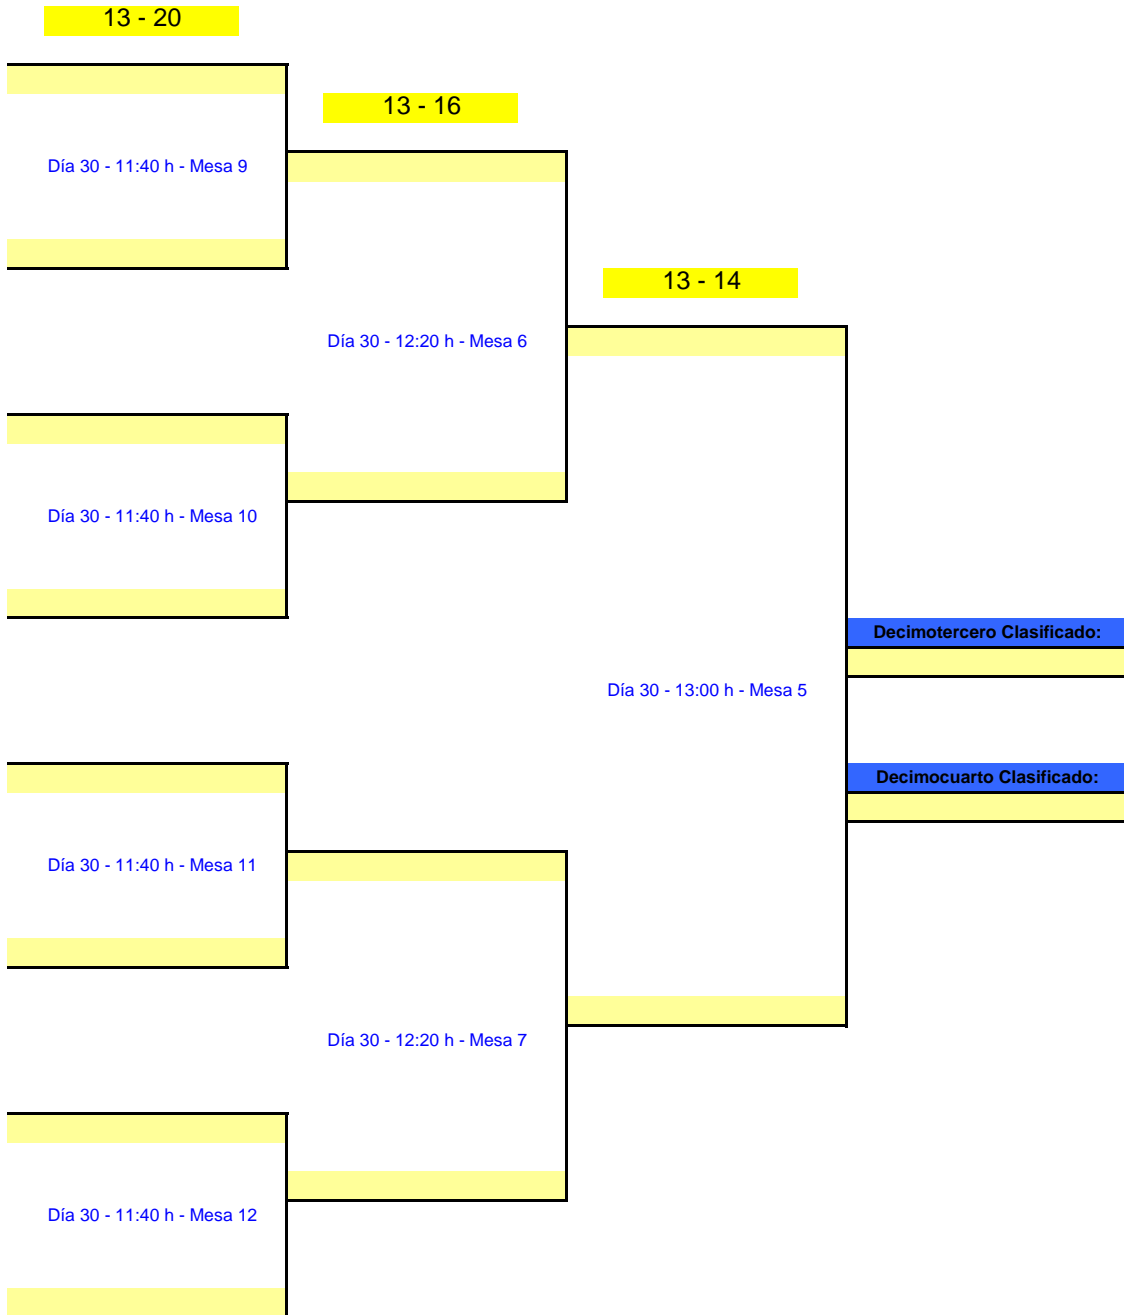 13 - 20
13 - 16
Día 30 - 11:40 h - Mesa 9
13 - 14
Día 30 - 12:20 h - Mesa 6
Día 30 - 11:40 h - Mesa 10
Decimotercero Clasificado:
Día 30 - 13:00 h - Mesa 5
Decimocuarto Clasificado:
Día 30 - 11:40 h - Mesa 11
Día 30 - 12:20 h - Mesa 7
Día 30 - 11:40 h - Mesa 12